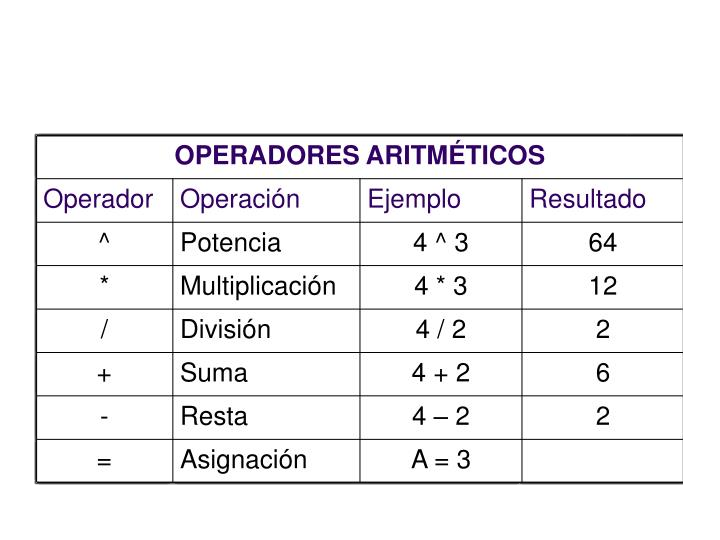 OPERADORES ARITMÉTICOS
Operador Operación Ejemplo Resultado
^ Potencia 4 ^ 3 64
* Multiplicación 4 * 3 12
/ División 4 / 2 2
+ Suma 4 + 2 6
- Resta 4 – 2 2
= Asignación A = 3